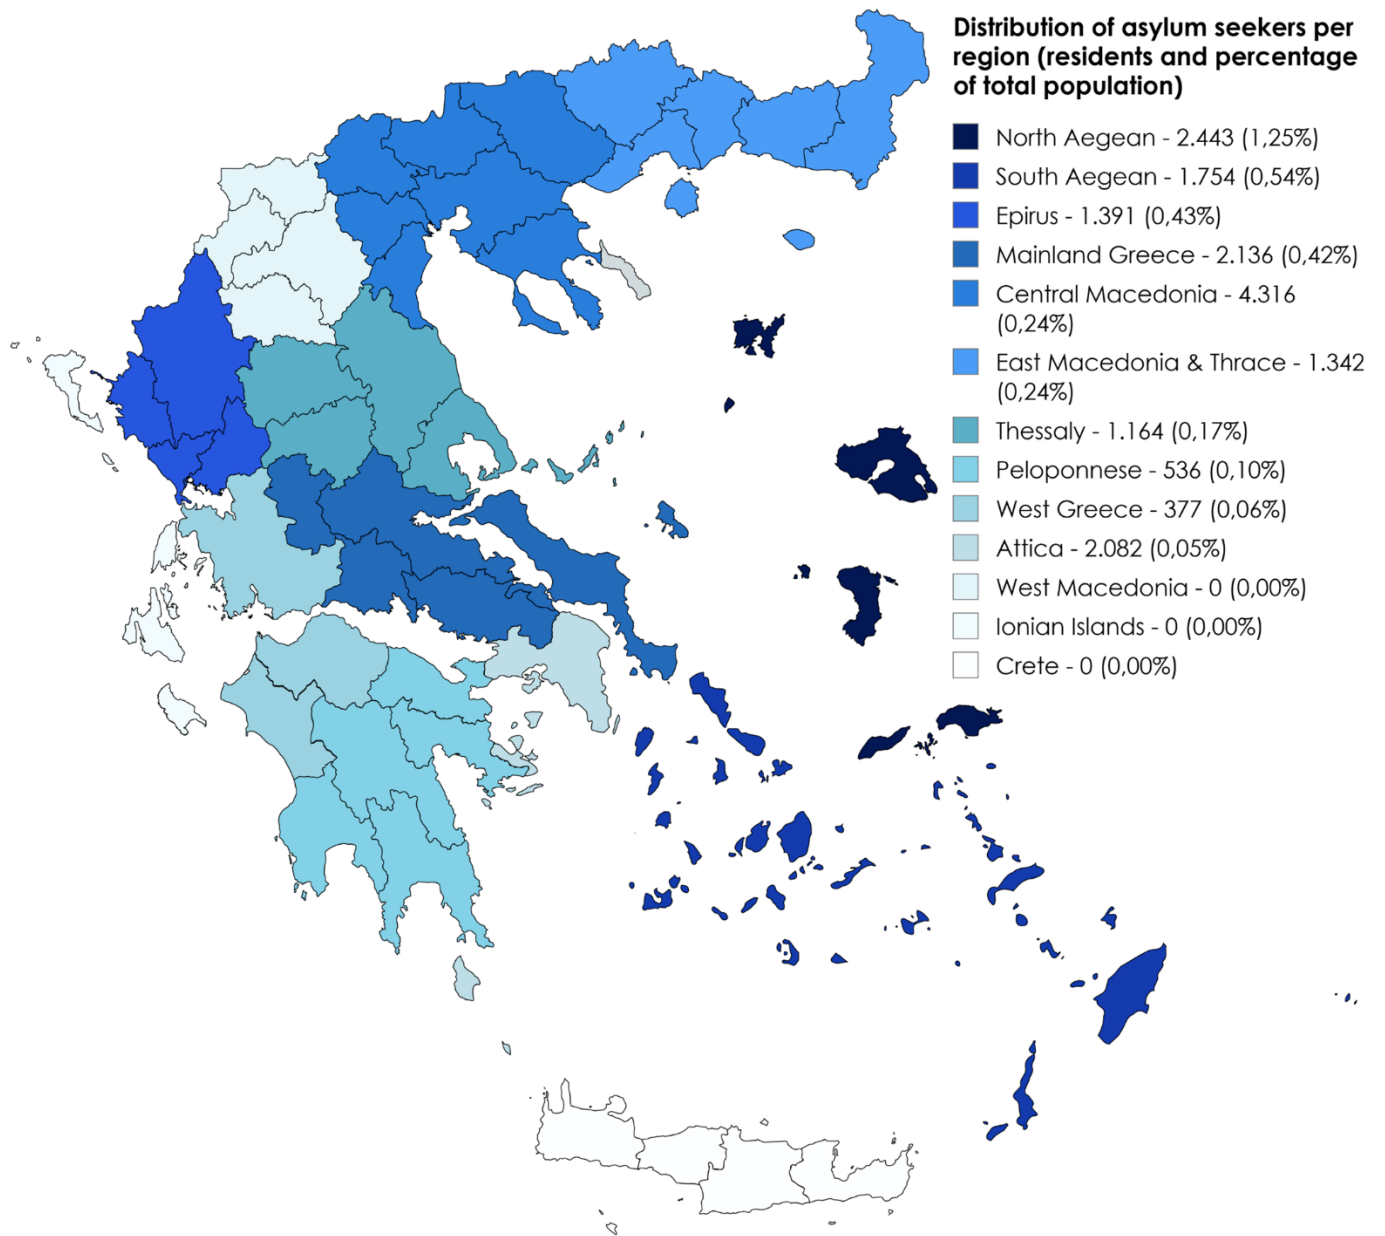 Distribution of asylum seekers per
region (residents and percentage
of total population)
North Aegean - 2.443 (1,25%)
South Aegean - 1.754 (0,54%)
Epirus - 1.391 (0,43%)
Mainland Greece - 2.136 (0,42%)
Central Macedonia - 4.316
(0,24%)
East Macedonia & Thrace - 1.342
(0,24%)
Thessaly - 1.164 (0,17%)
Peloponnese - 536 (0,10%)
West Greece - 377 (0,06%)
Attica - 2.082 (0,05%)
West Macedonia - 0 (0,00%)
Ionian Islands - 0 (0,00%)
Crete - 0 (0,00%)